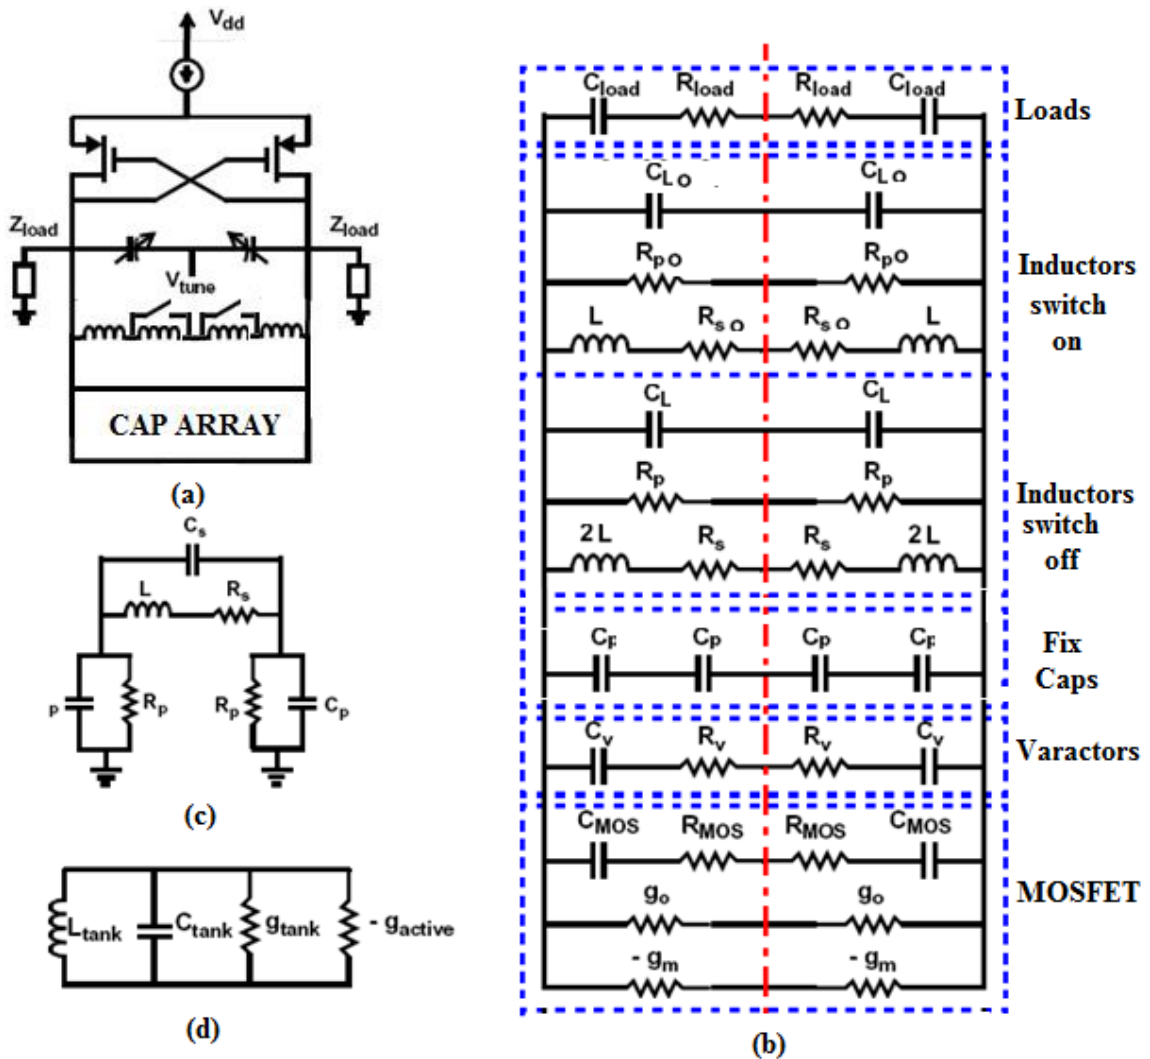 Vdd
Zload
Zload
Vtune
CAP ARRAY
(a)
Cs
L
Rs
p
Rp
Rp
Cp
(c)
Ltank
Ctank
gtank
- gactive
(d)
Cload
Rload
Rload
Cload
Loads
CLO
CLO
RpO
RpO
L
RsO
RsO
L
Inductors
switch
on
CL
CL
Rp
Rp
2L
Rs
Rs
2L
Inductors
switch
off
Cp
Cp
Cp
Cp
Fix
Caps
Cv
Rv
Rv
Cv
Varactors
CMOS
RMOS
RMOS
CMOS
go
go
- gm
- gm
MOSFET
(b)